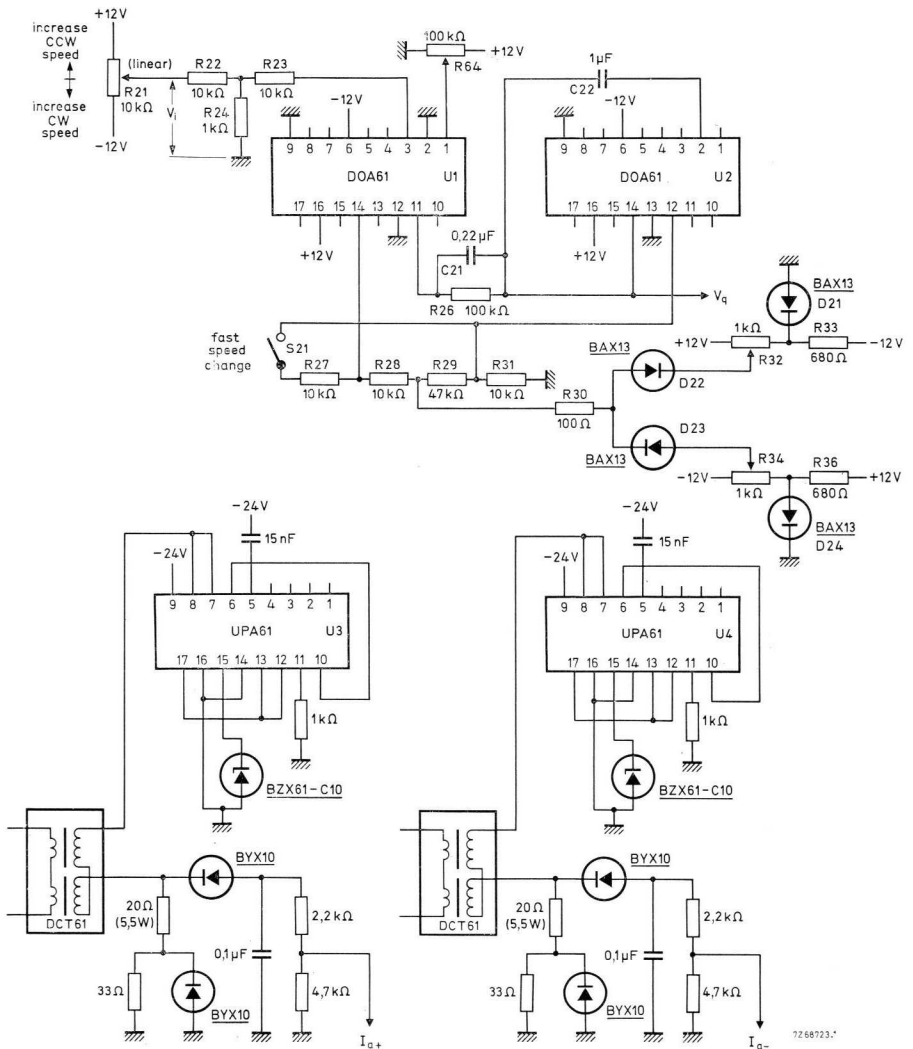 +12V
increase
CCW
speed
increase
CW
speed
R21
10kΩ
-12V
(linear)
Vi
R22
10kΩ
R23
10kΩ
R24
1kΩ
100kΩ
+12V
R64
1µF
C22
-12V
-12V
9 8 7 6 5 4 3 2 1
DOA61 U1
17 16 15 14 13 12 11 10
9 8 7 6 5 4 3 2 1
DOA61 U2
17 16 15 14 13 12 11 10
+12V
0,22µF
C21
R26
100kΩ
+12V
Vq
fast
speed
change
S21
R27
10kΩ
R28
10kΩ
R29
47kΩ
R31
10kΩ
R30
100Ω
BAX13
D22
BAX13
D21
+12V
1kΩ
R32
R33
680Ω
-12V
D23
BAX13
-12V
R34
1kΩ
R36
680Ω
+12V
BAX13
D24
-24V
15nF
-24V
9 8 7 6 5 4 3 2 1
UPA61 U3
17 16 15 14 13 12 11 10
1kΩ
BZX61-C10
DCT61
BYX10
20Ω
(5,5W)
2,2kΩ
33Ω
BYX10
0,1µF
4,7kΩ
Ia+
-24V
15nF
-24V
9 8 7 6 5 4 3 2 1
UPA61 U4
17 16 15 14 13 12 11 10
1kΩ
BZX61-C10
DCT61
BYX10
20Ω
(5,5W)
2,2kΩ
33Ω
BYX10
0,1µF
4,7kΩ
Ia-
7Z68723.